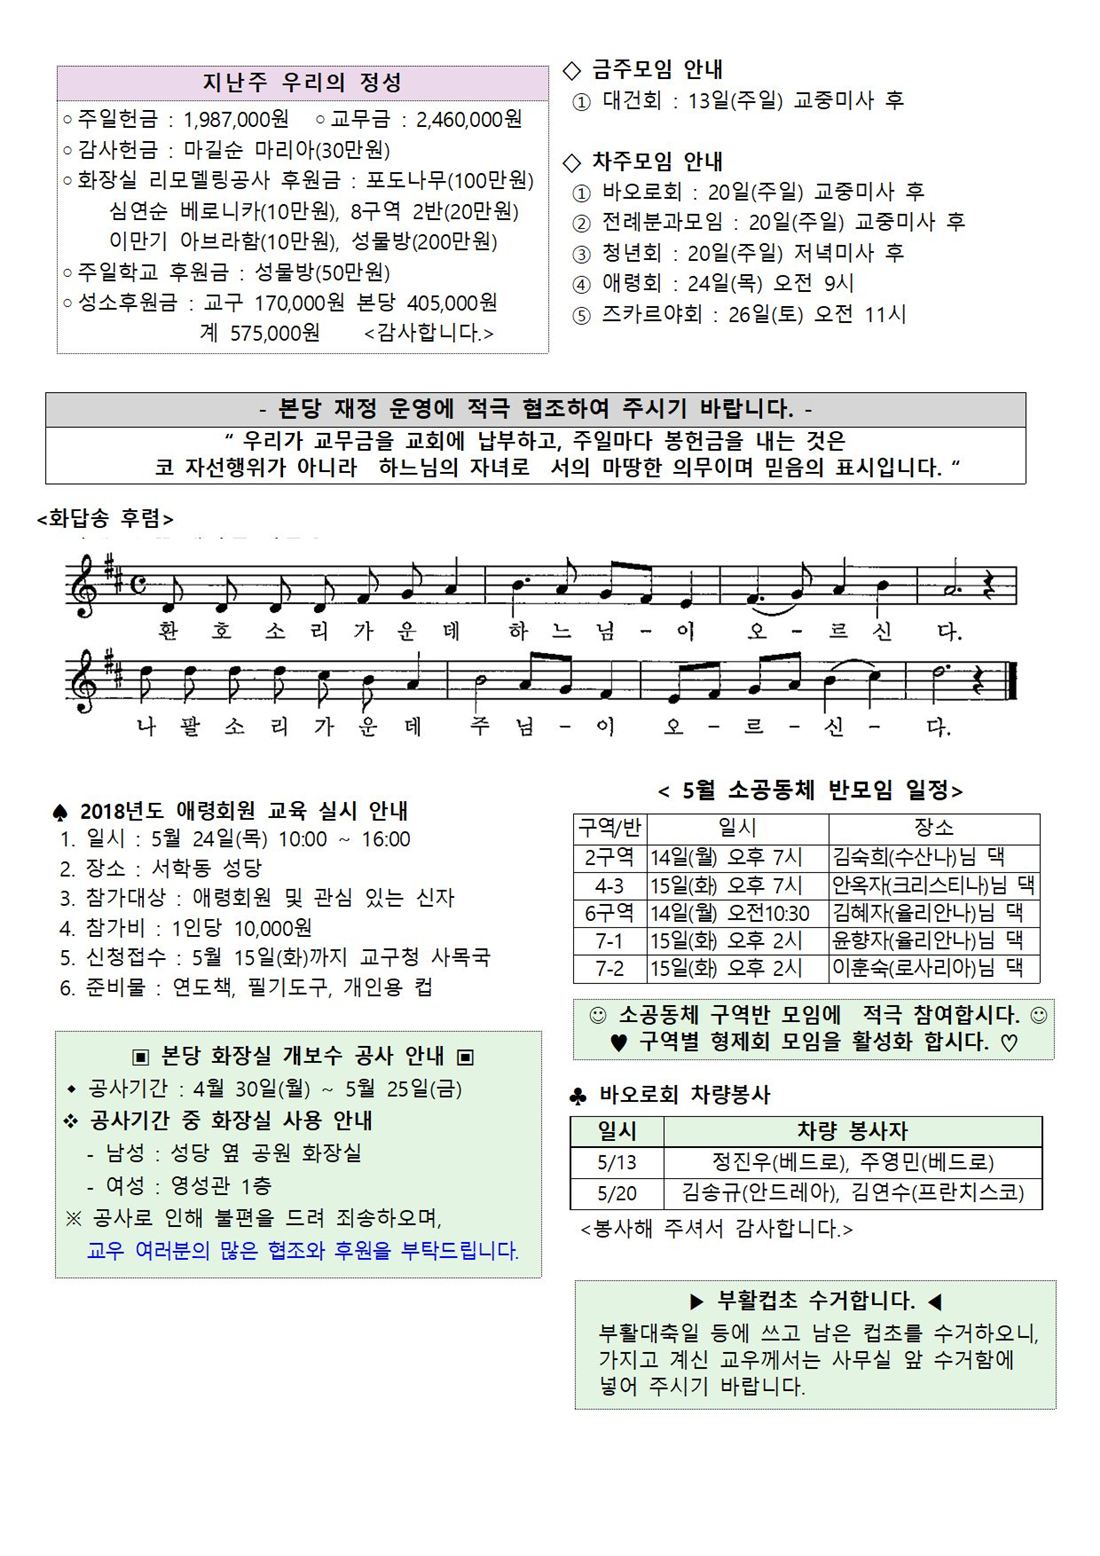 지난주 우리의 정성
○ 주일헌금 : 1,987,000원 ○ 교무금 : 2,460,000원
○ 감사헌금 : 마길순 마리아(30만원)
○ 화장실 리모델링공사 후원금 : 포도나무(100만원)
심연순 베로니카(10만원), 8구역 2반(20만원)
이만기 아브라함(10만원), 성물방(200만원)
○ 주일학교 후원금 : 성물방(50만원)
○ 성소후원금 : 교구 170,000원 본당 405,000원
계 575,000원 <감사합니다.>
◇ 금주모임 안내
① 대건회 : 13일(주일) 교중미사 후
◇ 차주모임 안내
① 바오로회 : 20일(주일) 교중미사 후
② 전례분과모임 : 20일(주일) 교중미사 후
③ 청년회 : 20일(주일) 저녁미사 후
④ 애령회 : 24일(목) 오전 9시
⑤ 즈카르야회 : 26일(토) 오전 11시
- 본당 재정 운영에 적극 협조하여 주시기 바랍니다. -
“ 우리가 교무금을 교회에 납부하고, 주일마다 봉헌금을 내는 것은
코 자선행위가 아니라 하느님의 자녀로 서의 마땅한 의무이며 믿음의 표시입니다. “
<화답송 후렴>
환 호 소 리 가 운 데 하 느 님 - 이 오 - 르 신 다.
나 팔 소 리 가 운 데 주 님 - 이 오 - 르 - 신 - 다.
♠ 2018년도 애령회원 교육 실시 안내
1. 일시 : 5월 24일(목) 10:00 ~ 16:00
2. 장소 : 서학동 성당
3. 참가대상 : 애령회원 및 관심 있는 신자
4. 참가비 : 1인당 10,000원
5. 신청접수 : 5월 15일(화)까지 교구청 사목국
6. 준비물 : 연도책, 필기도구, 개인용 컵
▣ 본당 화장실 개보수 공사 안내 ▣
◆ 공사기간 : 4월 30일(월) ~ 5월 25일(금)
❖ 공사기간 중 화장실 사용 안내
- 남성 : 성당 옆 공원 화장실
- 여성 : 영성관 1층
※ 공사로 인해 불편을 드려 죄송하오며,
교우 여러분의 많은 협조와 후원을 부탁드립니다.
< 5월 소공동체 반모임 일정>
구역/반 일시 장소
2구역 14일(월) 오후 7시 김숙희(수산나)님 댁
4-3 15일(화) 오후 7시 안옥자(크리스티나)님 댁
6구역 14일(월) 오전10:30 김혜자(율리안나)님 댁
7-1 15일(화) 오후 2시 윤향자(율리안나)님 댁
7-2 15일(화) 오후 2시 이훈숙(로사리아)님 댁
☺ 소공동체 구역반 모임에 적극 참여합시다. ☺
♥ 구역별 형제회 모임을 활성화 합시다. ♡
♣ 바오로회 차량봉사
일시 차량 봉사자
5/13 정진우(베드로), 주영민(베드로)
5/20 김송규(안드레아), 김연수(프란치스코)
<봉사해 주셔서 감사합니다.>
▶ 부활컵초 수거합니다. ◀
부활대축일 등에 쓰고 남은 컵초를 수거하오니,
가지고 계신 교우께서는 사무실 앞 수거함에
넣어 주시기 바랍니다.